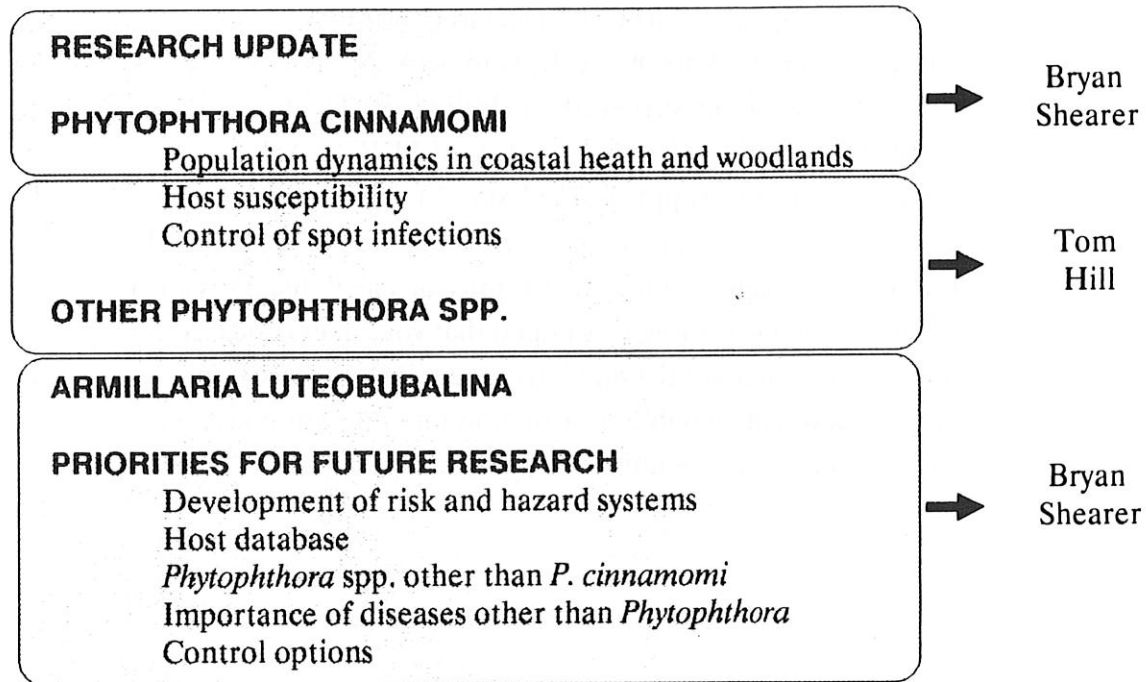 RESEARCH UPDATE
PHYTOPHTHORA CINNAMOMI
Population dynamics in coastal heath and woodlands
Bryan
Shearer
Host susceptibility
Control of spot infections
OTHER PHYTOPHTHORA SPP.
Tom
Hill
ARMILLARIA LUTEOBUBALINA
PRIORITIES FOR FUTURE RESEARCH
Development of risk and hazard systems
Host database
Phytophthora spp. other than P. cinnamomi
Importance of diseases other than Phytophthora
Control options
Bryan
Shearer